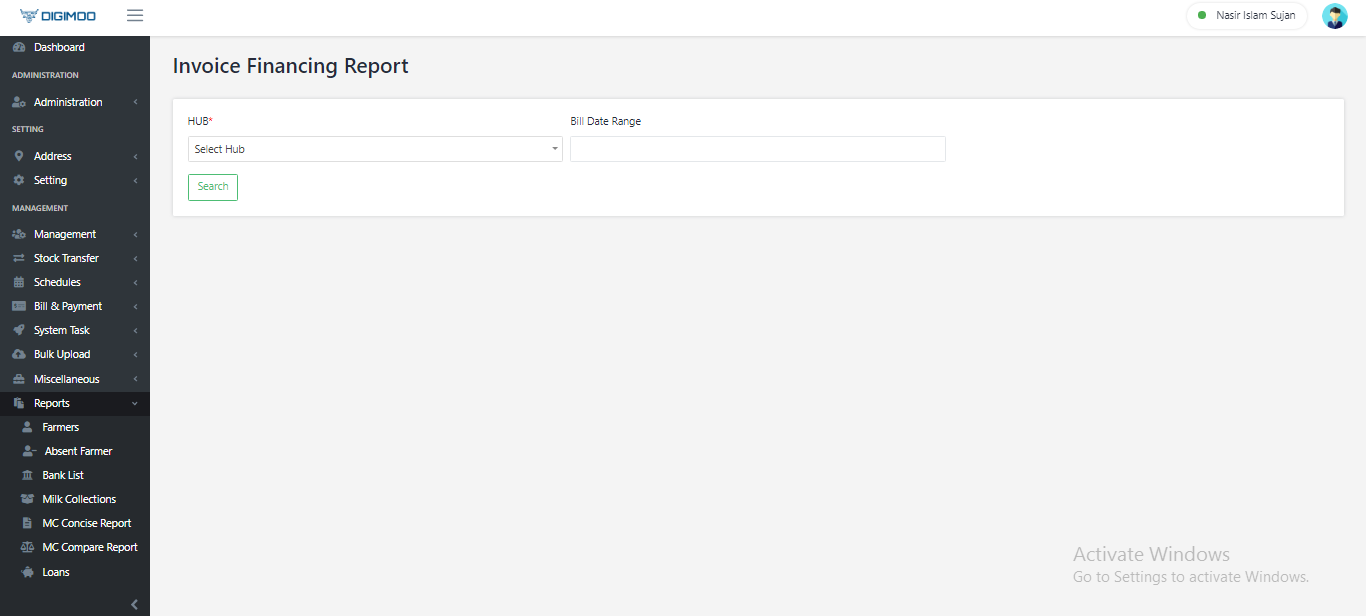 DIGIMOO
Nasir Islam Sujan
Dashboard
ADMINISTRATION
Administration
SETTING
Address
Setting
MANAGEMENT
Management
Stock Transfer
Schedules
Bill & Payment
System Task
Bulk Upload
Miscellaneous
Reports
Farmers
Absent Farmer
Bank List
Milk Collections
MC Concise Report
MC Compare Report
Loans
Invoice Financing Report
HUB* Bill Date Range
Select Hub
Search
Activate Windows
Go to Settings to activate Windows.